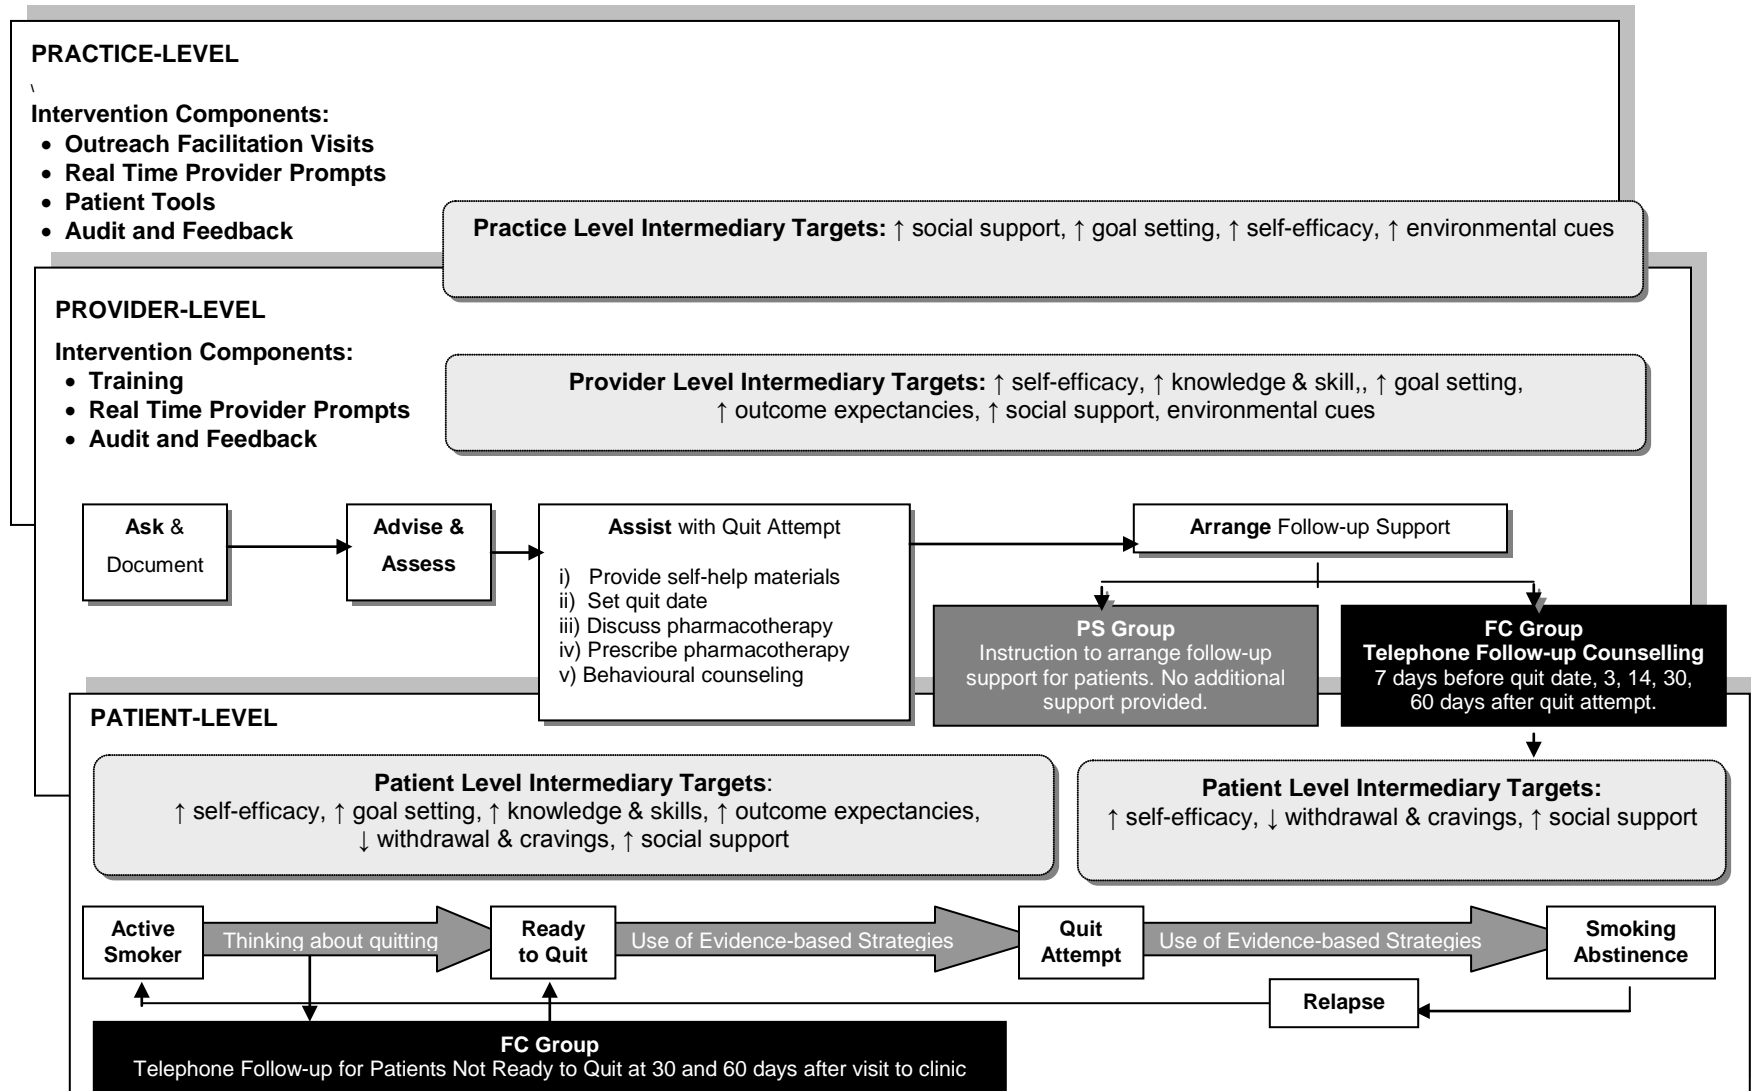 PRACTICE-LEVEL
\
Intervention Components:
• Outreach Facilitation Visits
• Real Time Provider Prompts
• Patient Tools
• Audit and Feedback
Practice Level Intermediary Targets: ↑ social support, ↑ goal setting, ↑ self-efficacy, ↑ environmental cues
PROVIDER-LEVEL
Intervention Components:
• Training
• Real Time Provider Prompts
• Audit and Feedback
Provider Level Intermediary Targets: ↑ self-efficacy, ↑ knowledge & skill,, ↑ goal setting,
↑ outcome expectancies, ↑ social support, environmental cues
Ask &
Document
Advise &
Assess
Assist with Quit Attempt
i) Provide self-help materials
ii) Set quit date
iii) Discuss pharmacotherapy
iv) Prescribe pharmacotherapy
v) Behavioural counseling
Arrange Follow-up Support
PS Group
Instruction to arrange follow-up
support for patients. No additional
support provided.
FC Group
Telephone Follow-up Counselling
7 days before quit date, 3, 14, 30,
60 days after quit attempt.
PATIENT-LEVEL
Patient Level Intermediary Targets:
↑ self-efficacy, ↑ goal setting, ↑ knowledge & skills, ↑ outcome expectancies,
↓ withdrawal & cravings, ↑ social support
Patient Level Intermediary Targets:
↑ self-efficacy, ↓ withdrawal & cravings, ↑ social support
Active
Smoker
Thinking about quitting
Ready
to Quit
Use of Evidence-based Strategies
Quit
Attempt
Use of Evidence-based Strategies
Smoking
Abstinence
Relapse
FC Group
Telephone Follow-up for Patients Not Ready to Quit at 30 and 60 days after visit to clinic